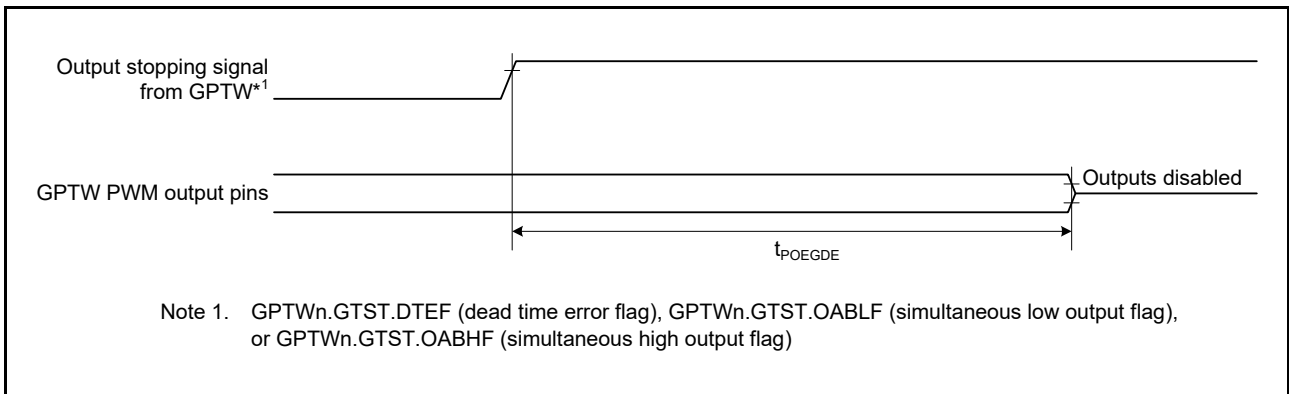 Output stopping signal
from GPTW*1
GPTW PWM output pins
Outputs disabled
tPOEGDE
Note 1. GPTWn.GTST.DTEF (dead time error flag), GPTWn.GTST.OABLF (simultaneous low output flag),
or GPTWn.GTST.OABHF (simultaneous high output flag)